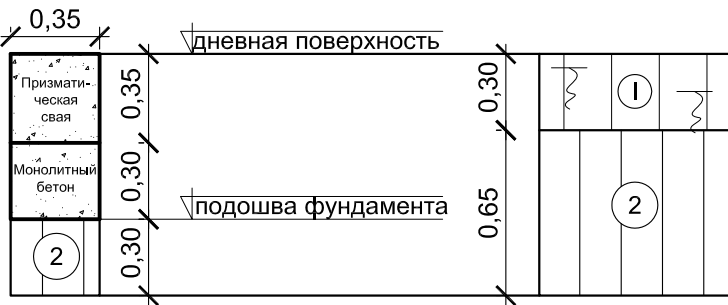 0,35
дневная поверхность
Призмати-
ческая
свая
0,35
0,30
1
Монолитный
бетон
0,30
подошва фундамента
0,65
2
2
0,30